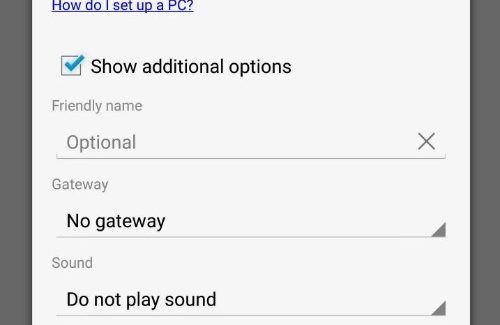 How do I set up a PC?
Show additional options
Friendly name
Optional
Gateway
No gateway
Sound
Do not play sound